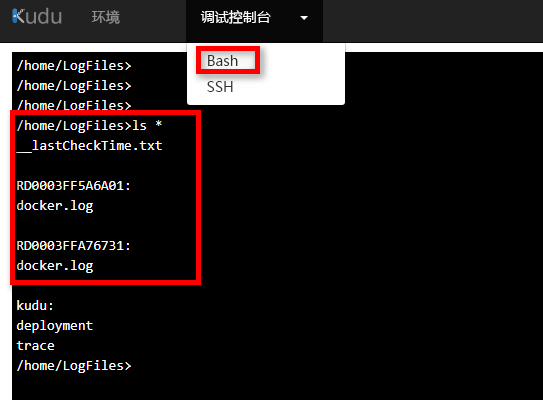 Kudu 环境 调试控制台
Bash
SSH
/home/LogFiles>
/home/LogFiles>
/home/LogFiles>
/home/LogFiles>ls *
__lastCheckTime.txt
RD0003FF5A6A01:
docker.log
RD0003FFA76731:
docker.log
kudu:
deployment
trace
/home/LogFiles>